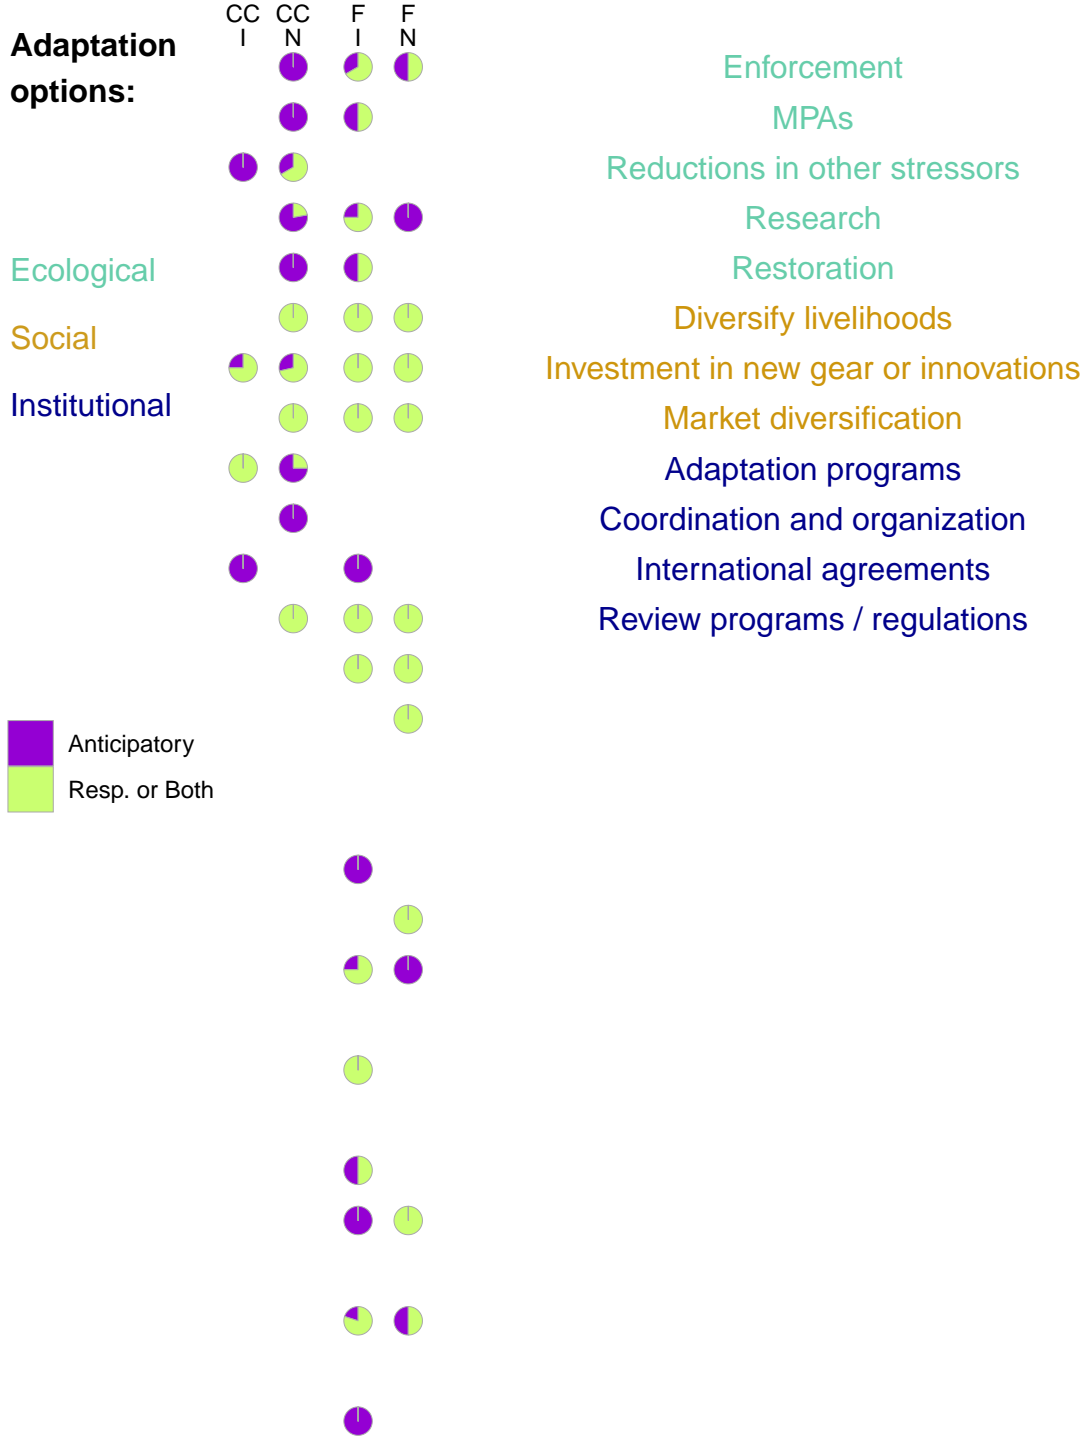 CC CC F F
I N I N
Adaptation
options:
Enforcement
MPAs
Reductions in other stressors
Research
Ecological
Restoration
Diversify livelihoods
Social
Investment in new gear or innovations
Institutional
Market diversification
Adaptation programs
Coordination and organization
International agreements
Review programs / regulations
Anticipatory
Resp. or Both